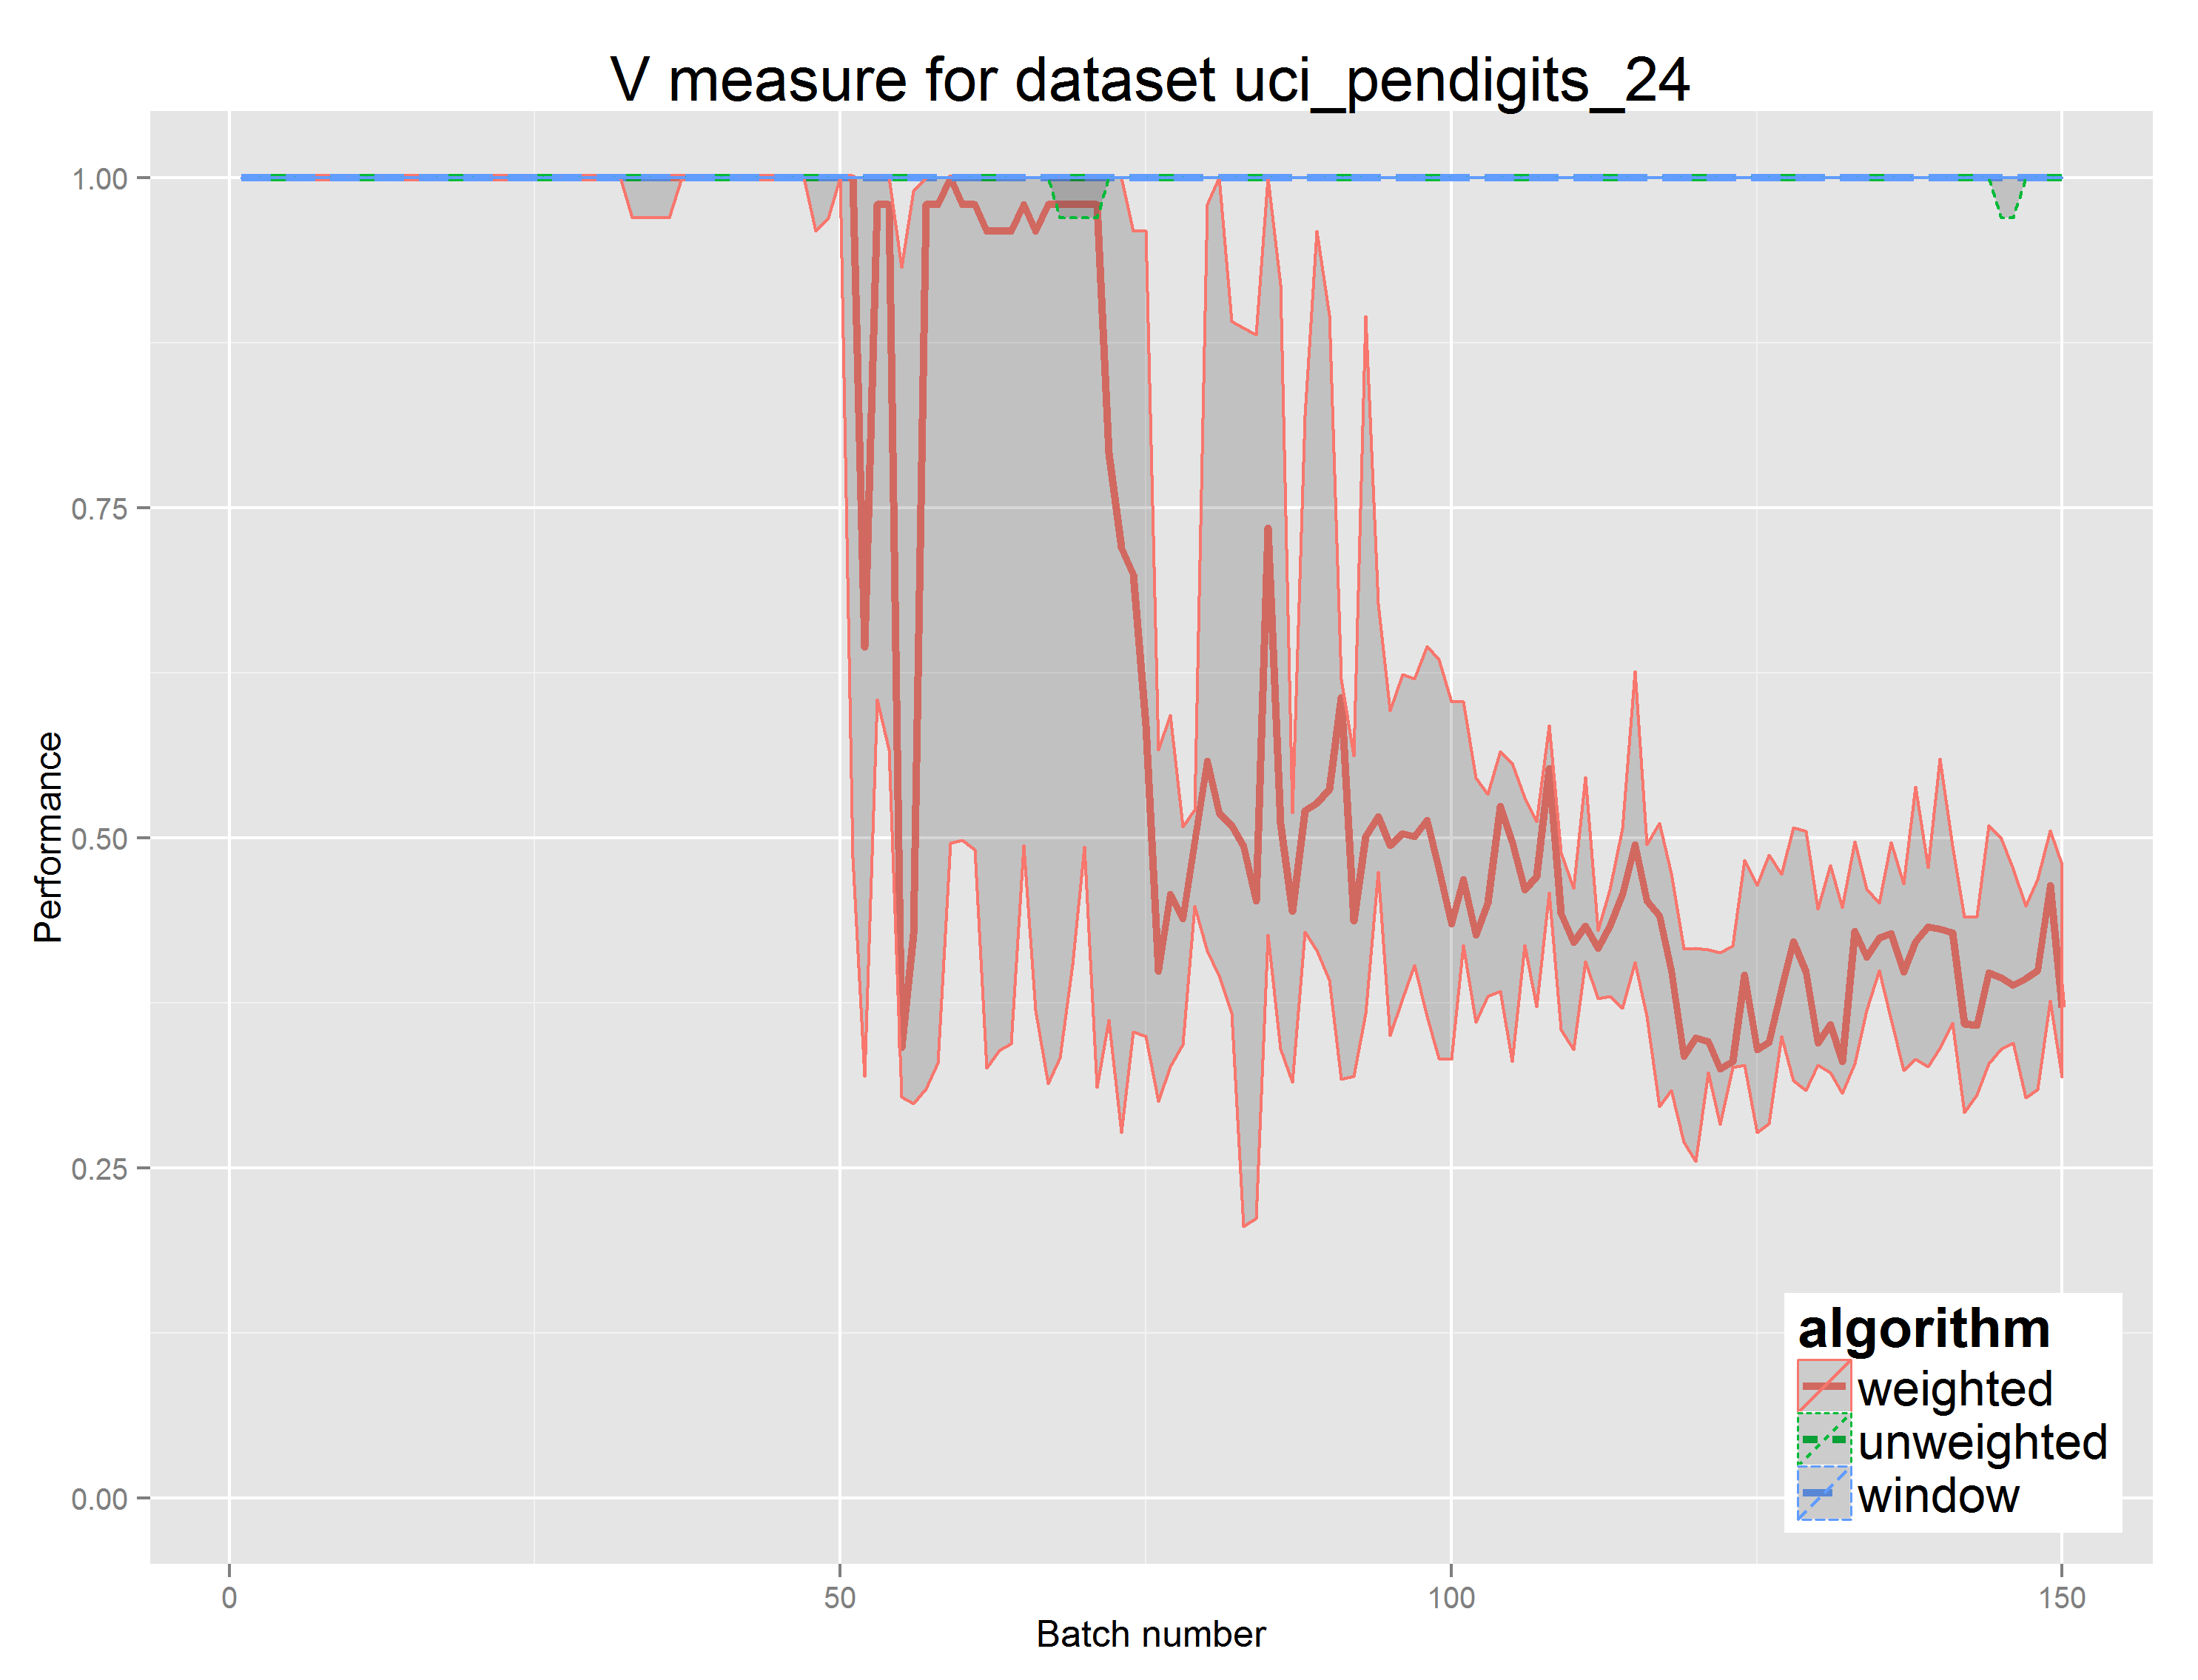 V measure for dataset uci_pendigits_24
Performance
1.00
0.75
0.50
0.25
0.00
0
50
100
150
Batch number
algorithm
weighted
unweighted
window